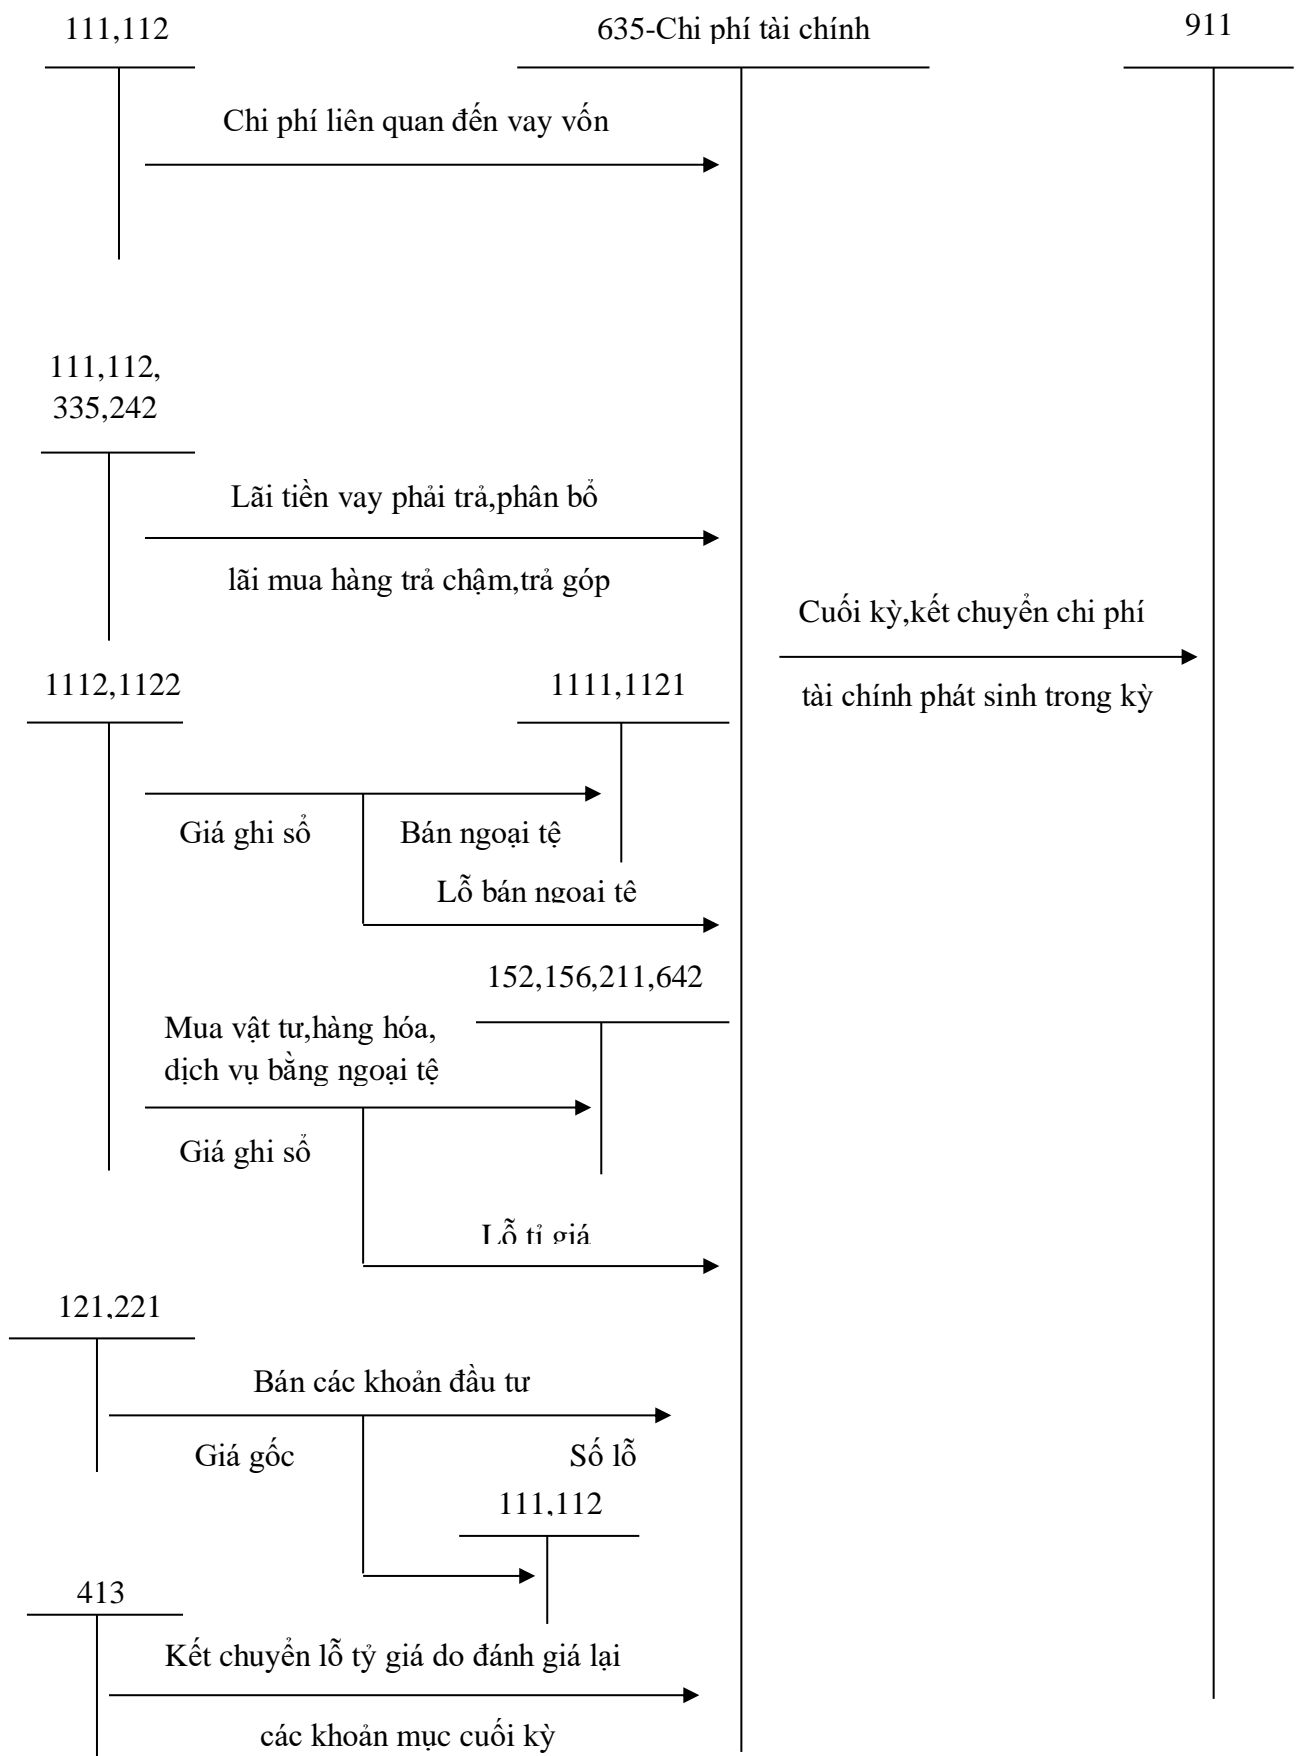 111,112
635-Chi phí tài chính
911
Chi phí liên quan đến vay vốn
111,112,
335,242
Lãi tiền vay phải trả,phân bổ
lãi mua hàng trả chậm,trả góp
Cuối kỳ,kết chuyển chi phí
tài chính phát sinh trong kỳ
1112,1122
1111,1121
Giá ghi sổ
Bán ngoại tệ
Lỗ bán ngoại tệ
152,156,211,642
Mua vật tư,hàng hóa,
dịch vụ bằng ngoại tệ
Giá ghi sổ
Lỗ tỉ giá
121,221
Bán các khoản đầu tư
Giá gốc
Số lỗ
111,112
413
Kết chuyển lỗ tỷ giá do đánh giá lại
các khoản mục cuối kỳ